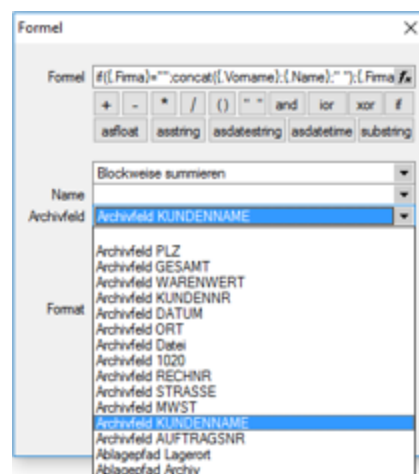 Formel
Formel if({.Firma}="";concat({.Vorname};{.Name};" ");{.Firma fx
+ - * / () " " and ior xor if
asfloat asstring asdatestring asdatetime substring
Blockweise summieren
Name
Archivfeld Archivfeld KUNDENNAME
Archivfeld PLZ
Archivfeld GESAMT
Archivfeld WARENWERT
Archivfeld KUNDENNR
Format Archivfeld DATUM
Archivfeld ORT
Archivfeld Datei
Archivfeld 1020
Archivfeld RECHNR
Archivfeld STRASSE
Archivfeld MWST
Archivfeld KUNDENNAME
Archivfeld AUFTRAGSNR
Ablagepfad Lagerort
Ablagepfad Archiv